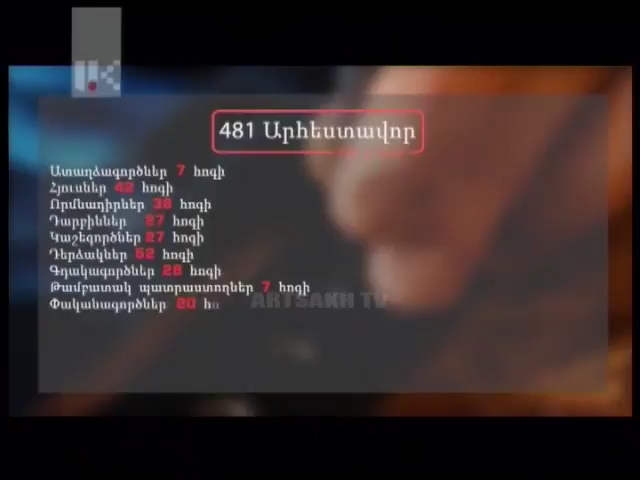 481 Արհեստավոր
Ատաղձագործներ 7 հոգի
Հյուսներ 42 հոգի
Որմնադիրներ 38 հոգի
Դարբիններ 27 հոգի
Կաշեգործներ 27 հոգի
Դերձակներ 52 հոգի
Գդակագործներ 28 հոգի
Թամբատակ պատրաստողներ 7 հոգի
Փականագործներ 20 հո
ARTSAKH TV